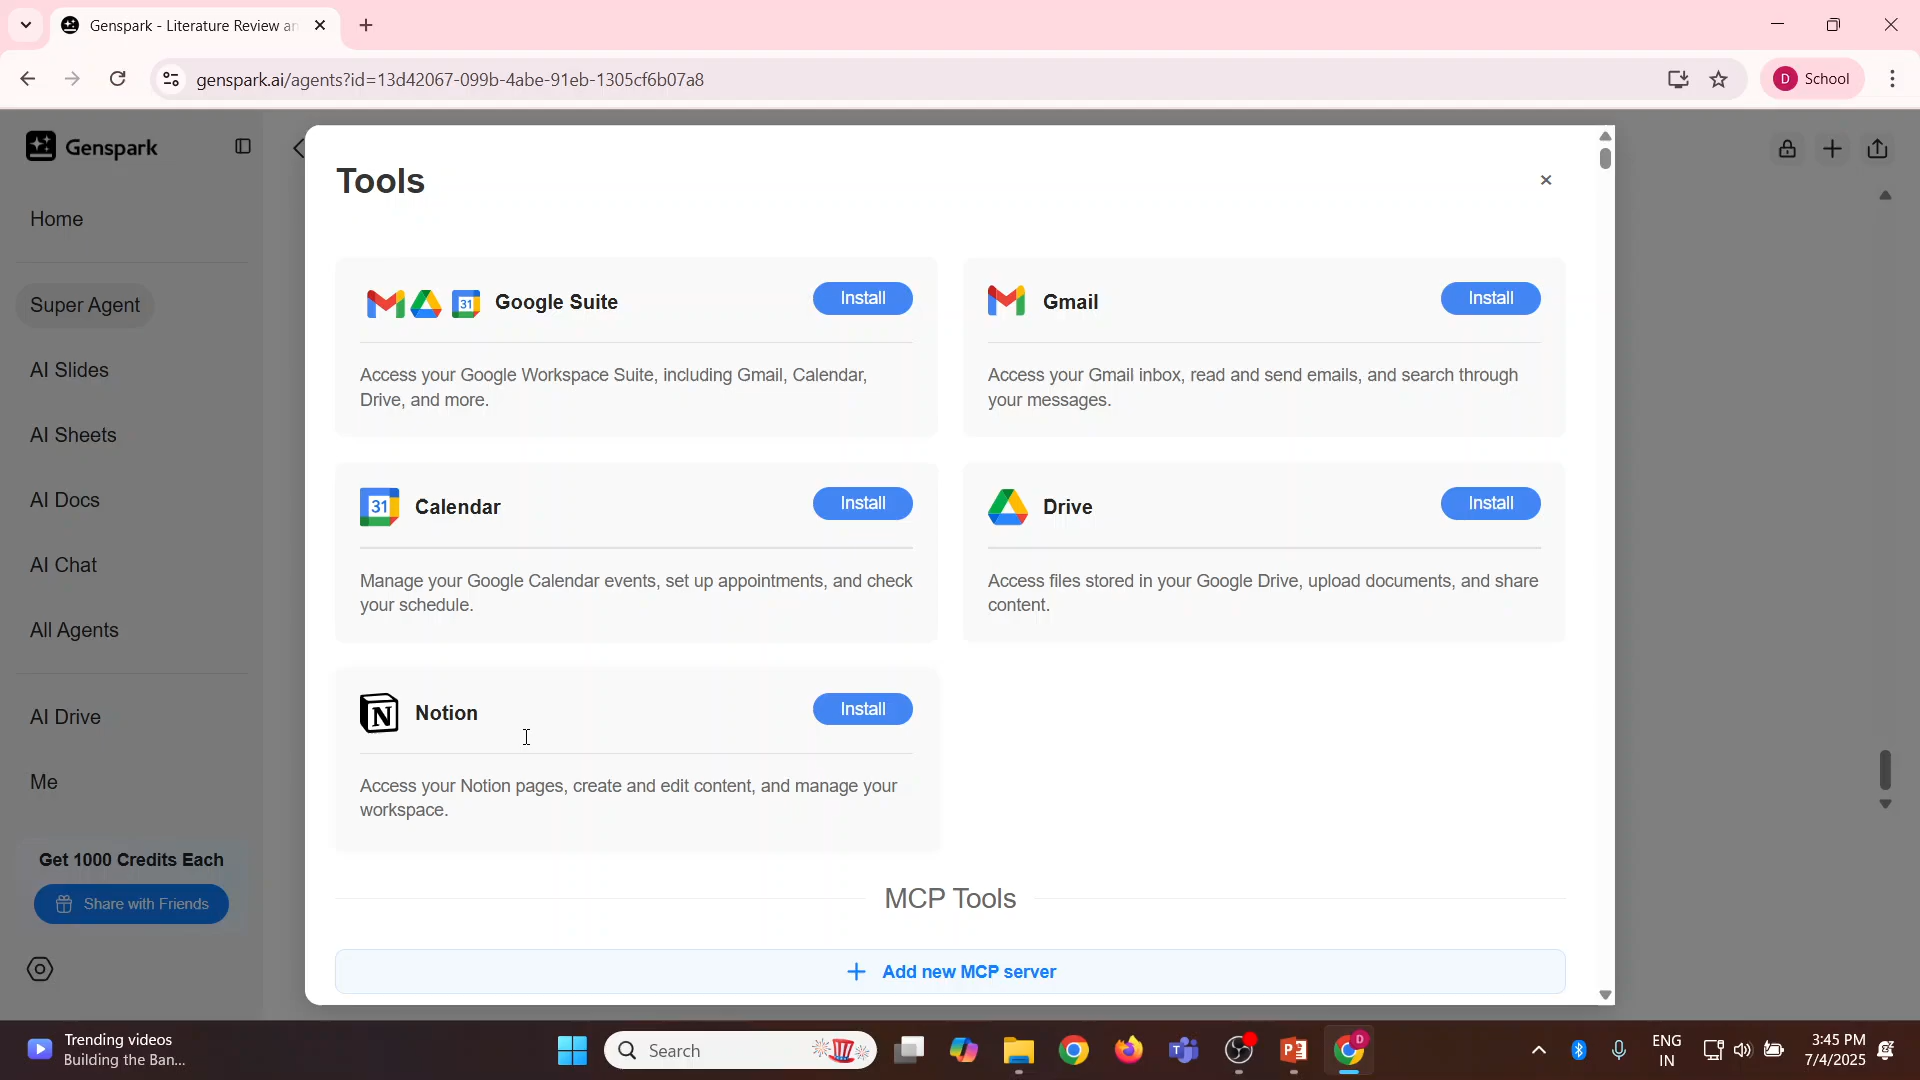 Genspark - Literature Review an
genspark.ai/agents?id=13d42067-099b-4abe-91eb-1305cf6b07a8
D School
Genspark
Home
Super Agent
AI Slides
AI Sheets
AI Docs
AI Chat
All Agents
AI Drive
Me
Get 1000 Credits Each
Share with Friends
Tools
31 Google Suite Install
Access your Google Workspace Suite, including Gmail, Calendar,
Drive, and more.
Gmail Install
Access your Gmail inbox, read and send emails, and search through
your messages.
31 Calendar Install
Manage your Google Calendar events, set up appointments, and check
your schedule.
Drive Install
Access files stored in your Google Drive, upload documents, and share
content.
Notion Install
Access your Notion pages, create and edit content, and manage your
workspace.
MCP Tools
+ Add new MCP server
Trending videos
Building the Ban...
Search
D
ENG
IN
3:45 PM
7/4/2025